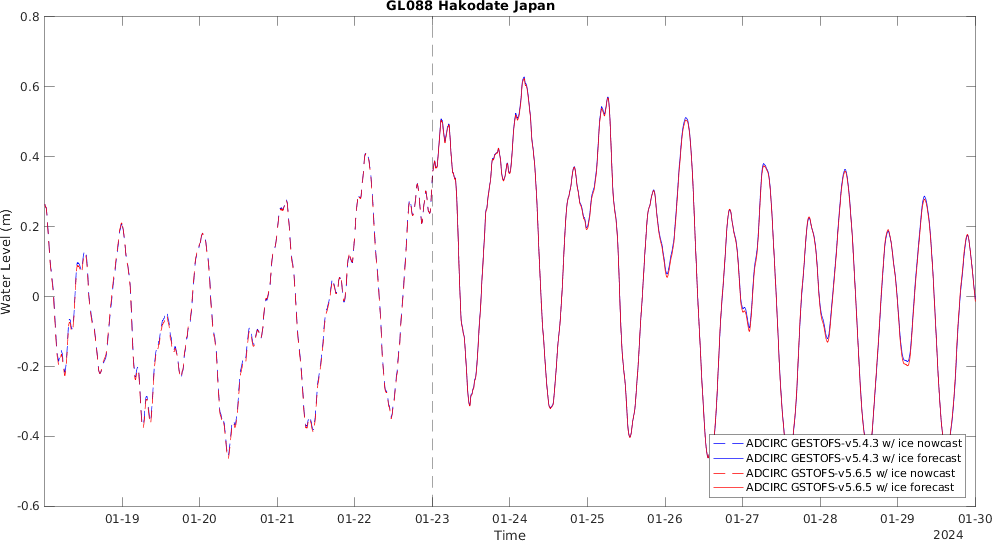 GL088 Hakodate Japan
0.8
0.6
0.4
0.2
0
-0.2
-0.4
-0.6
Water Level (m)
ADCIRC GESTOFS-v5.4.3 w/ ice nowcast
ADCIRC GESTOFS-v5.4.3 w/ ice forecast
ADCIRC GSTOFS-v5.6.5 w/ ice nowcast
ADCIRC GSTOFS-v5.6.5 w/ ice forecast
01-19 01-20 01-21 01-22 01-23 01-24 01-25 01-26 01-27 01-28 01-29 01-30
Time
2024